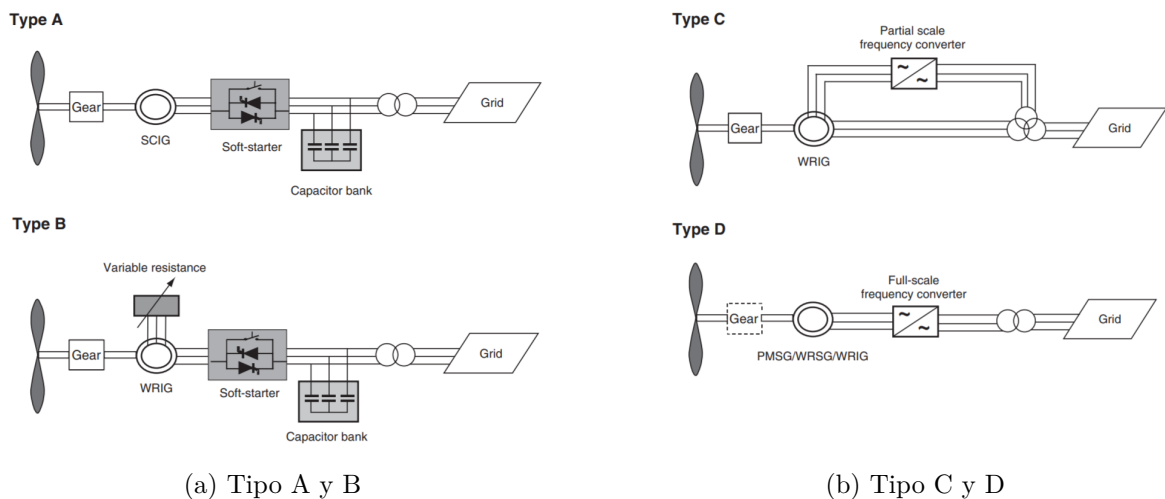 Type A
Gear
SCIG
Soft-starter
Capacitor bank
Grid
Type B
Variable resistance
Gear
WRIG
Soft-starter
Capacitor bank
Grid
(a) Tipo A y B
Type C
Partial scale
frequency converter
~
~
Gear
WRIG
Grid
Type D
Full-scale
frequency converter
~
~
Gear
PMSG/WRSG/WRIG
Grid
(b) Tipo C y D